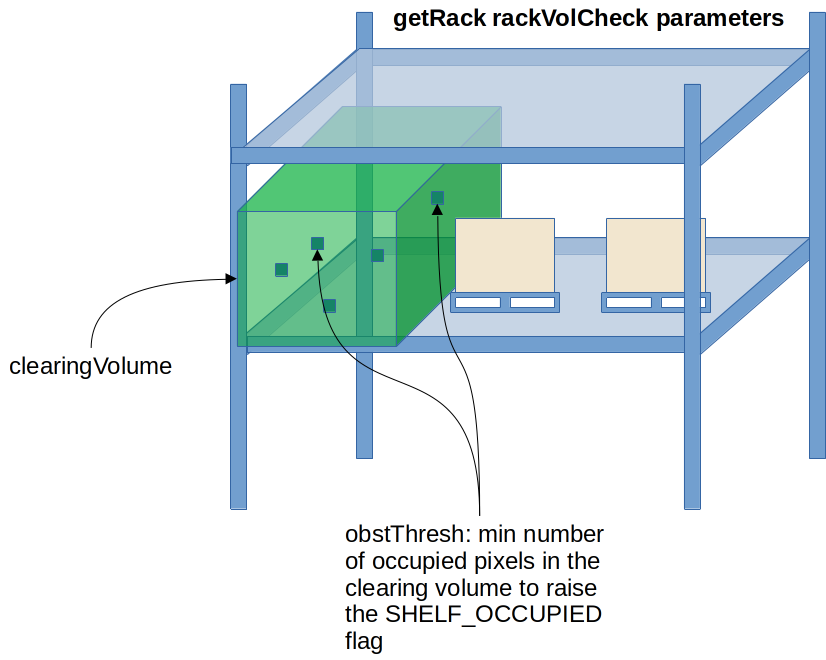 getRack rackVolCheck parameters
clearingVolume
obstThresh: min number
of occupied pixels in the
clearing volume to raise
the SHELF_OCCUPIED
flag